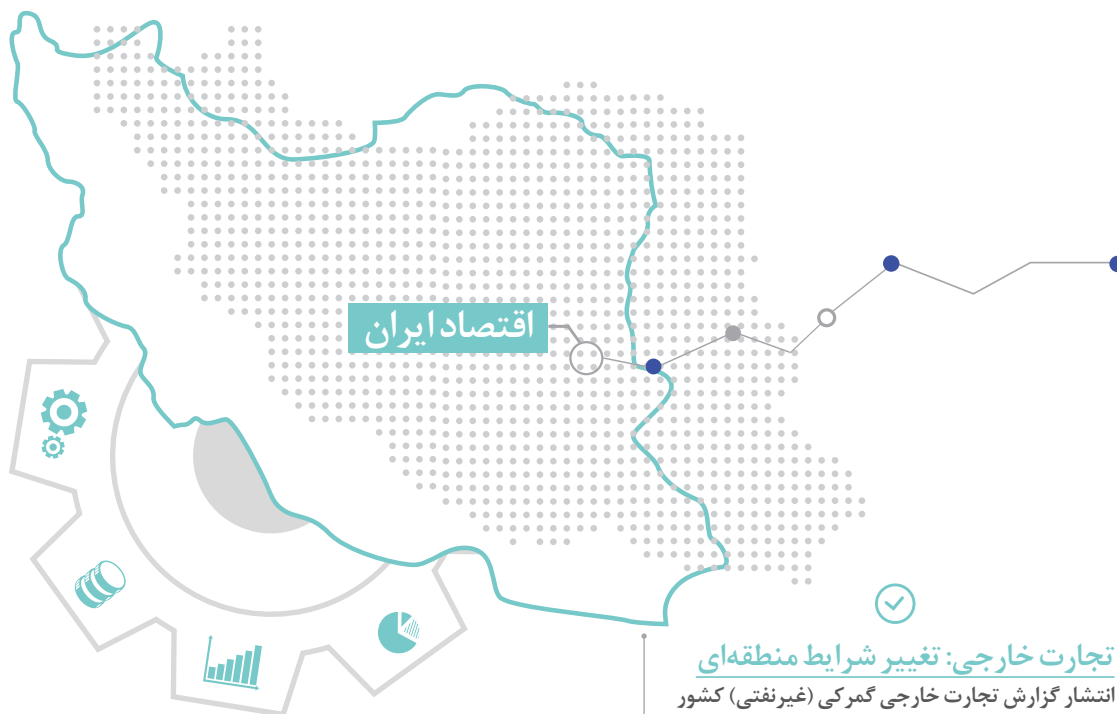 اقتصاد ایران
تجارت خارجی: تغییر شرایط منطقه‌ای
انتشار گزارش تجارت خارجی گمرکی (غیرنفتی) کشور